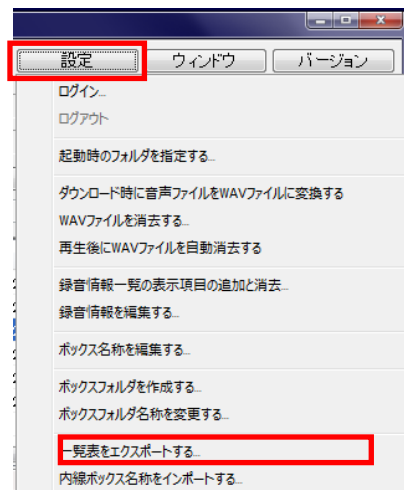 設定 ウィンドウ バージョン
ログイン...
ログアウト
起動時のフォルダを指定する...
ダウンロード時に音声ファイルをWAVファイルに変換する
WAVファイルを消去する...
再生後にWAVファイルを自動消去する
録音情報一覧の表示項目の追加と消去...
録音情報を編集する...
ボックス名称を編集する...
ボックスフォルダを作成する...
ボックスフォルダ名称を変更する...
一覧表をエクスポートする...
内線ボックス名称をインポートする...